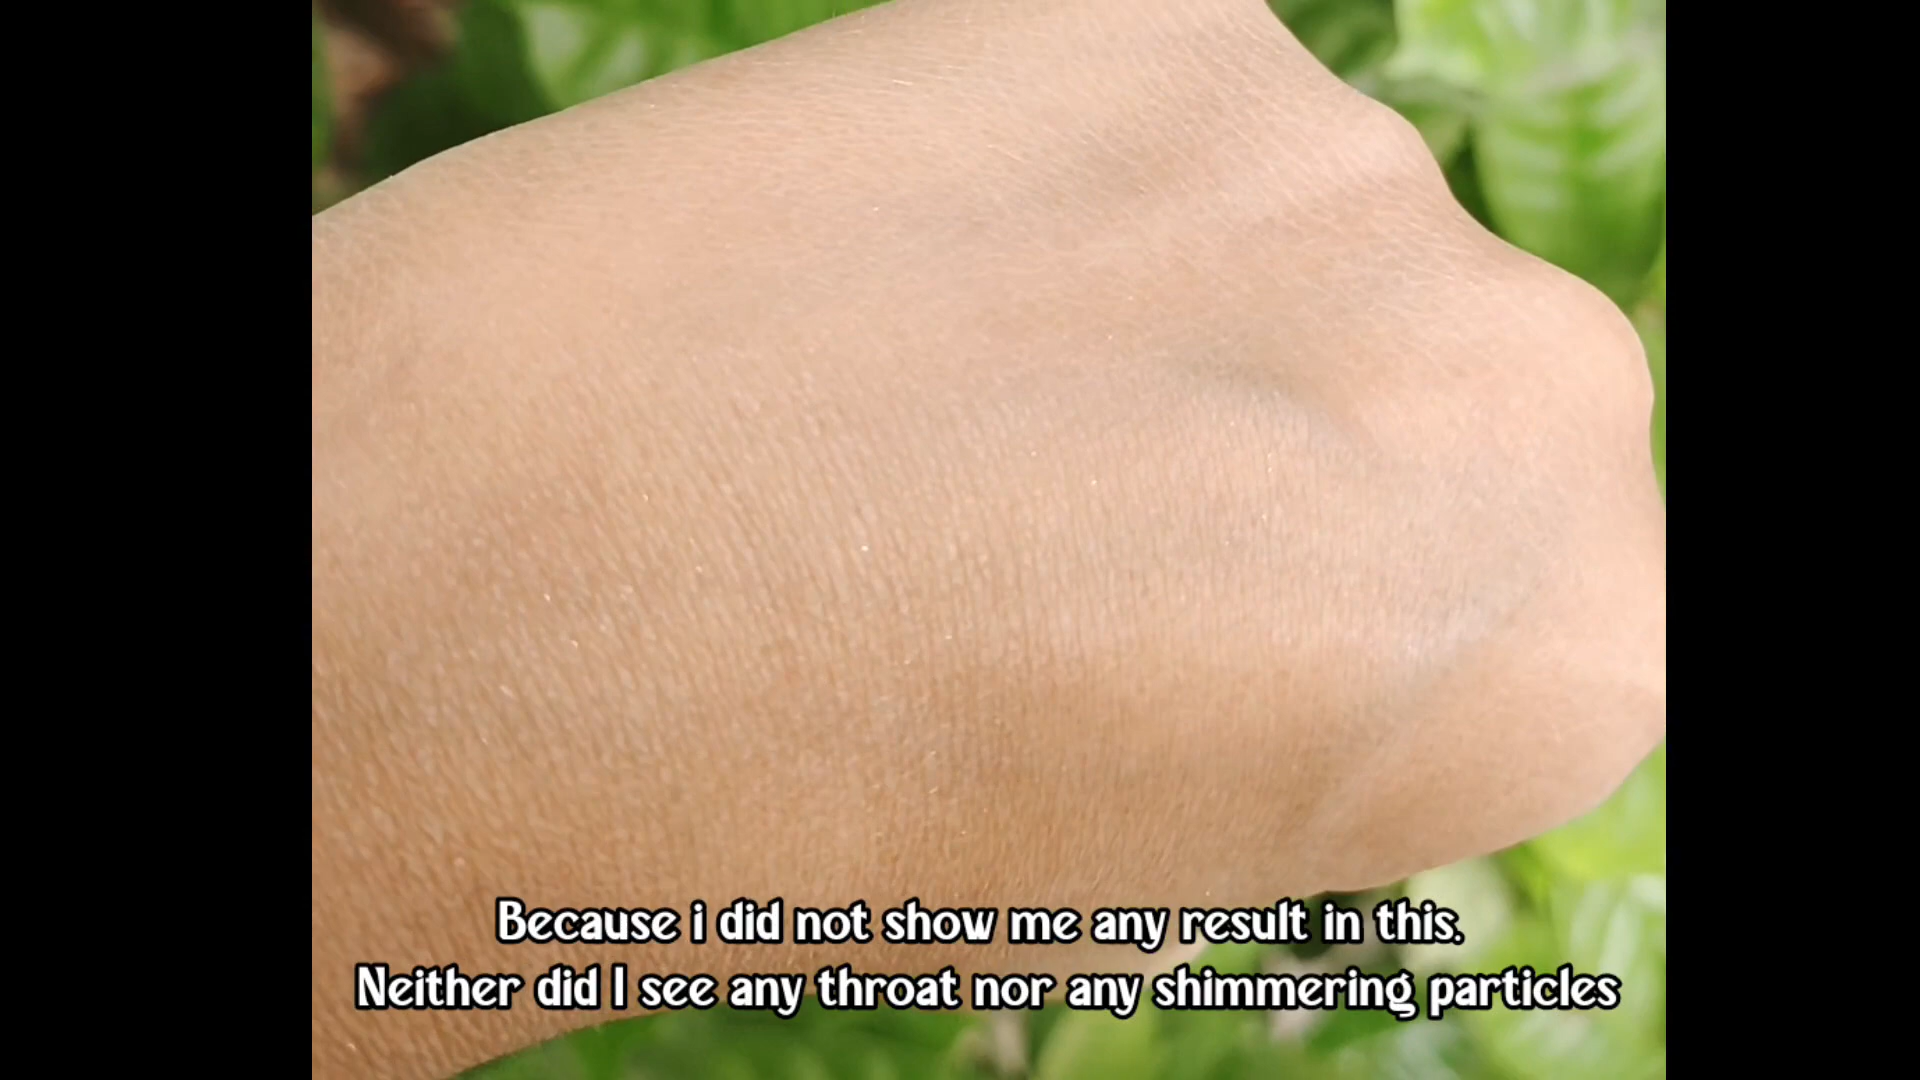 Because i did not show me any result in this.
Neither did I see any throat nor any shimmering particles